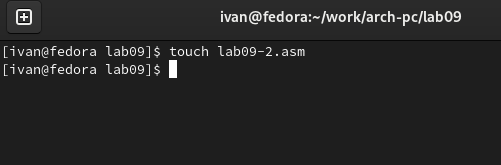 ivan@fedora:~/work/arch-pc/lab09
[ivan@fedora lab09]$ touch lab09-2.asm
[ivan@fedora lab09]$